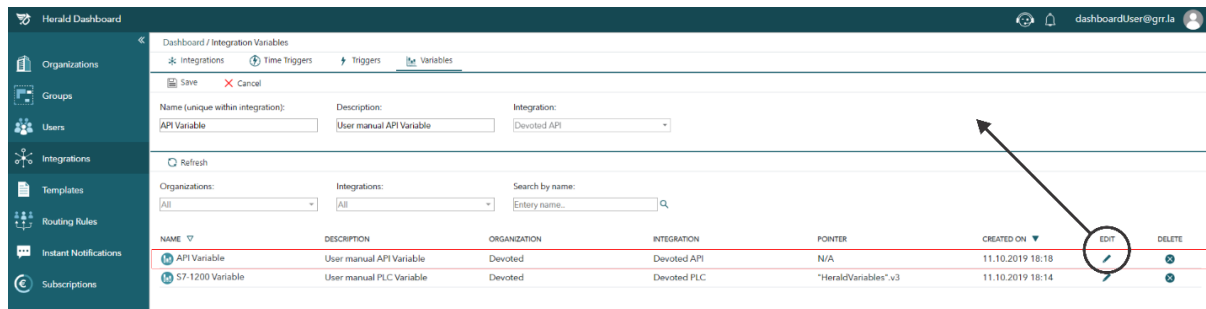 Herald Dashboard
dashboardUser@grr.la
«
Organizations
Groups
Users
Integrations
Templates
Routing Rules
Instant Notifications
Subscriptions
Dashboard / Integration Variables
Integrations Time Triggers Triggers Variables
Save Cancel
Name (unique within integration): Description: Integration:
API Variable User manual API Variable Devoted API
Refresh
Organizations: Integrations: Search by name:
All All Entery name..
NAME DESCRIPTION ORGANIZATION INTEGRATION POINTER CREATED ON EDIT DELETE
API Variable User manual API Variable Devoted Devoted API N/A 11.10.2019 18:18
S7-1200 Variable User manual PLC Variable Devoted Devoted PLC "HeraldVariables".v3 11.10.2019 18:14